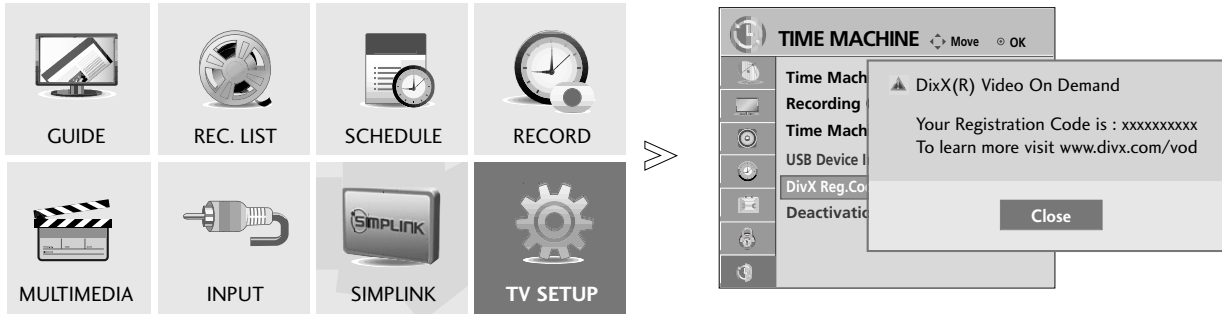 GUIDE
REC. LIST
SCHEDULE
RECORD
MULTIMEDIA
INPUT
SIMPLINK
SIMPLINK
TV SETUP
TIME MACHINE Move OK
Time Mach
Recording
Time Mach
USB Device I
DivX Reg.Co
Deactivatio
DixX(R) Video On Demand
Your Registration Code is : xxxxxxxxxx
To learn more visit www.divx.com/vod
Close